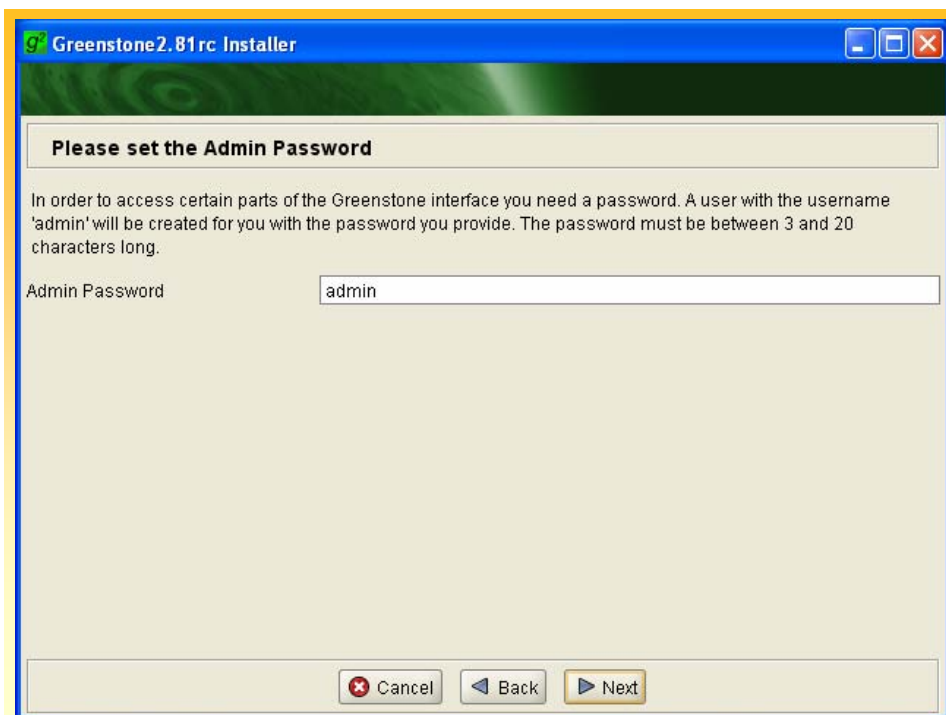 g² Greenstone2.81rc Installer
Please set the Admin Password
In order to access certain parts of the Greenstone interface you need a password. A user with the username
'admin' will be created for you with the password you provide. The password must be between 3 and 20
characters long.
Admin Password admin
Cancel Back Next